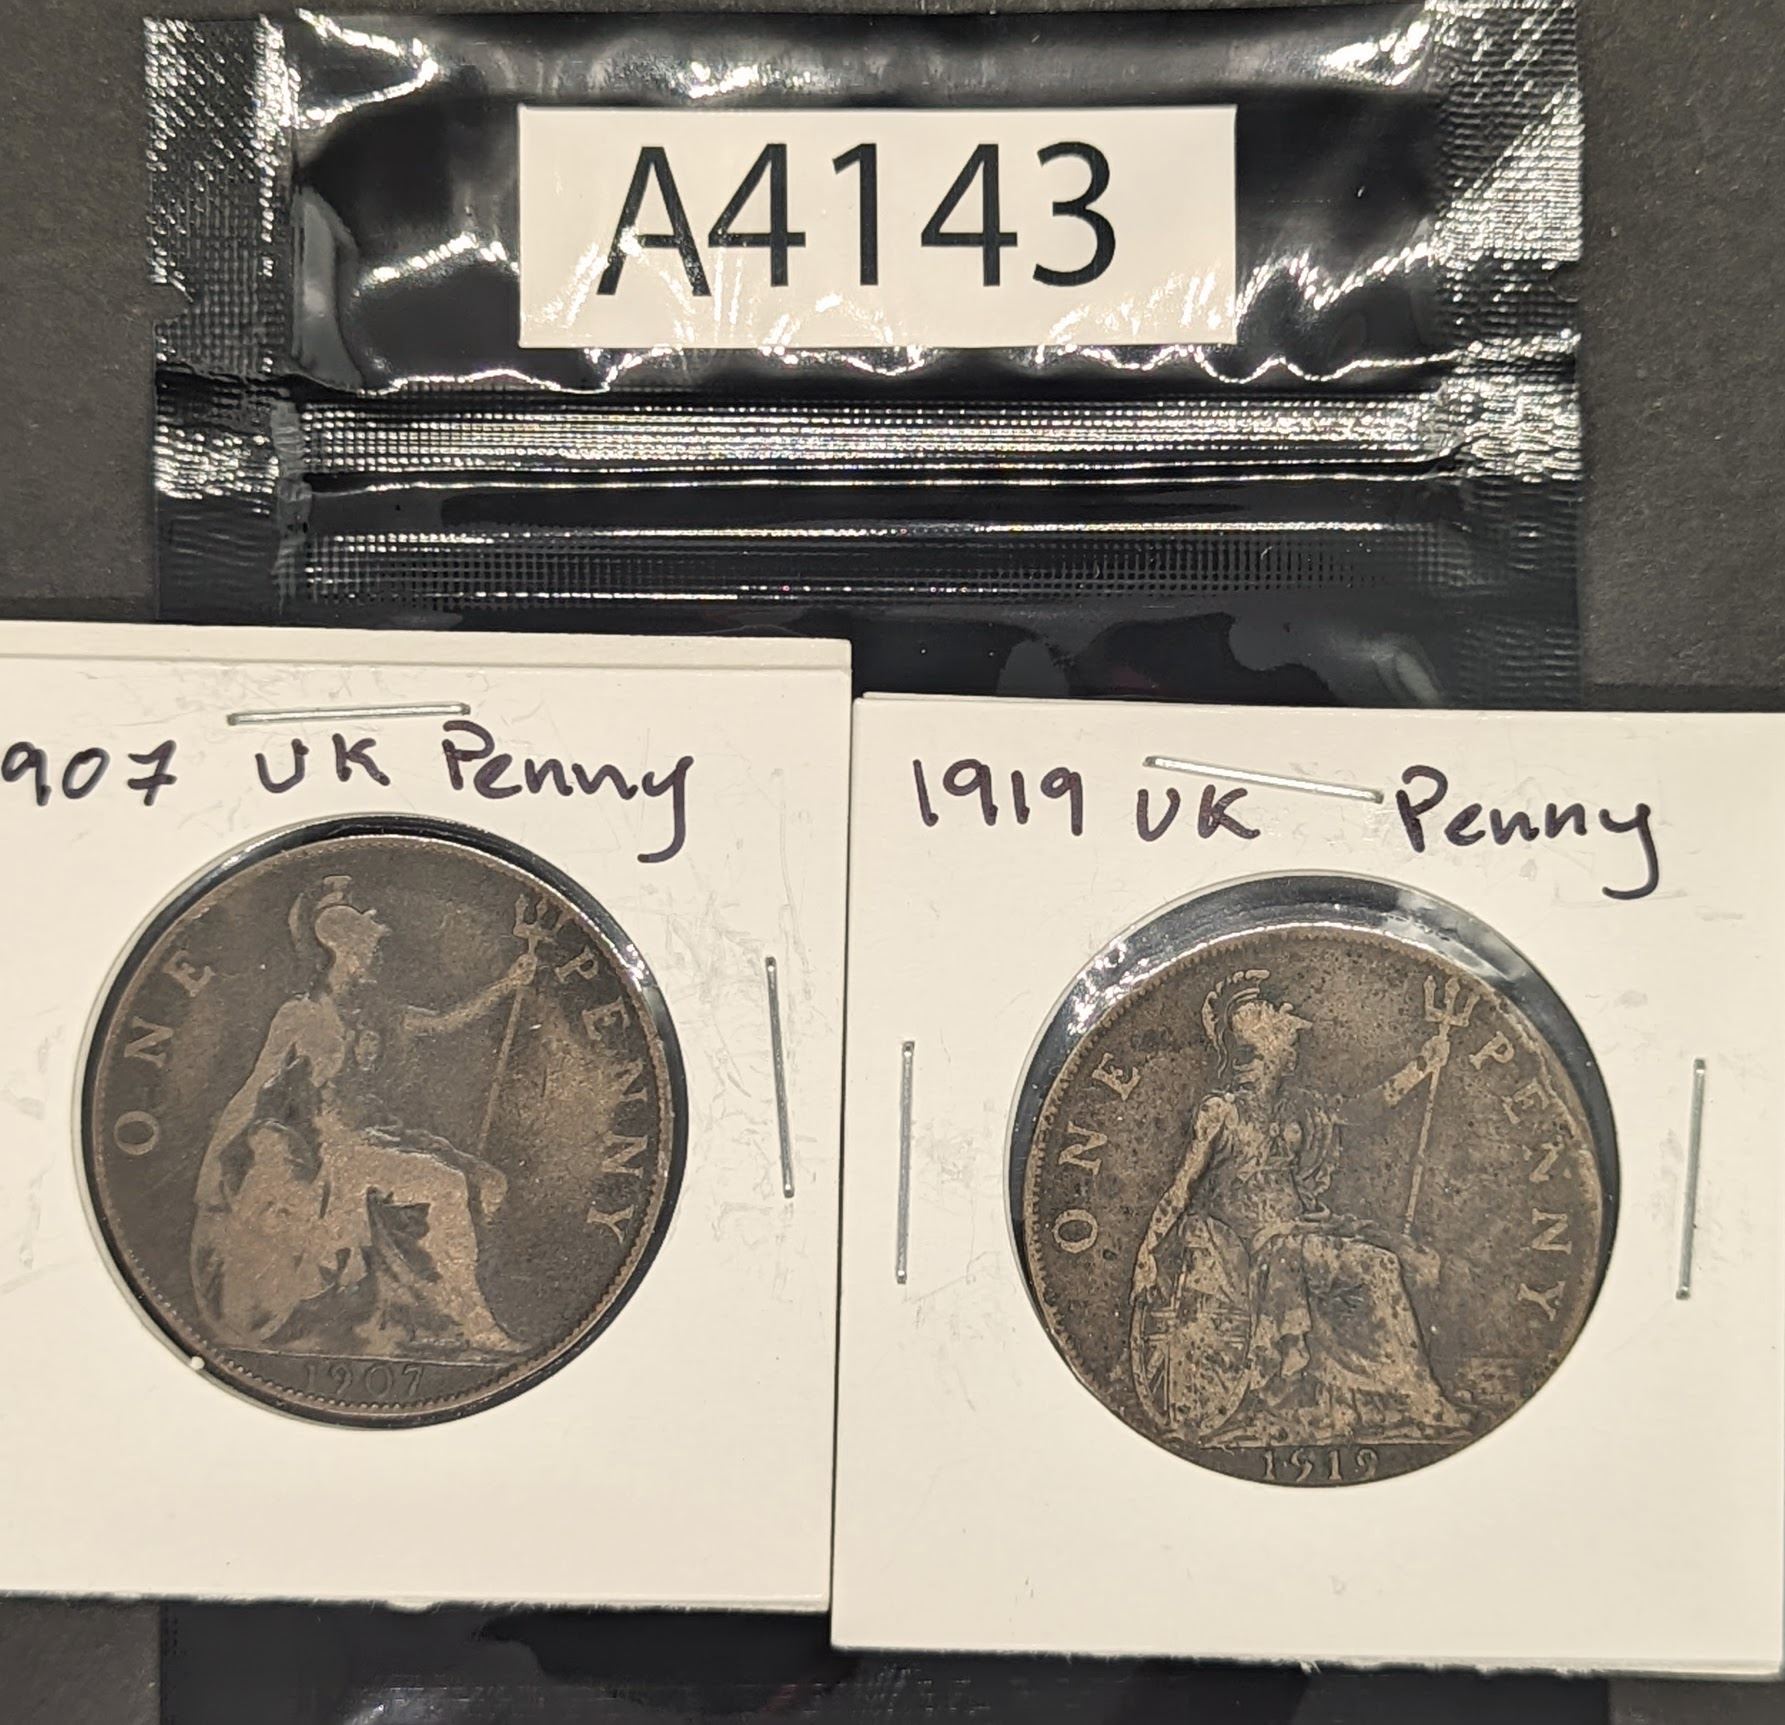 A4143
907 UK Penny
1919 UK Penny
ONE PENNY
1907
ONE PENNY
1919